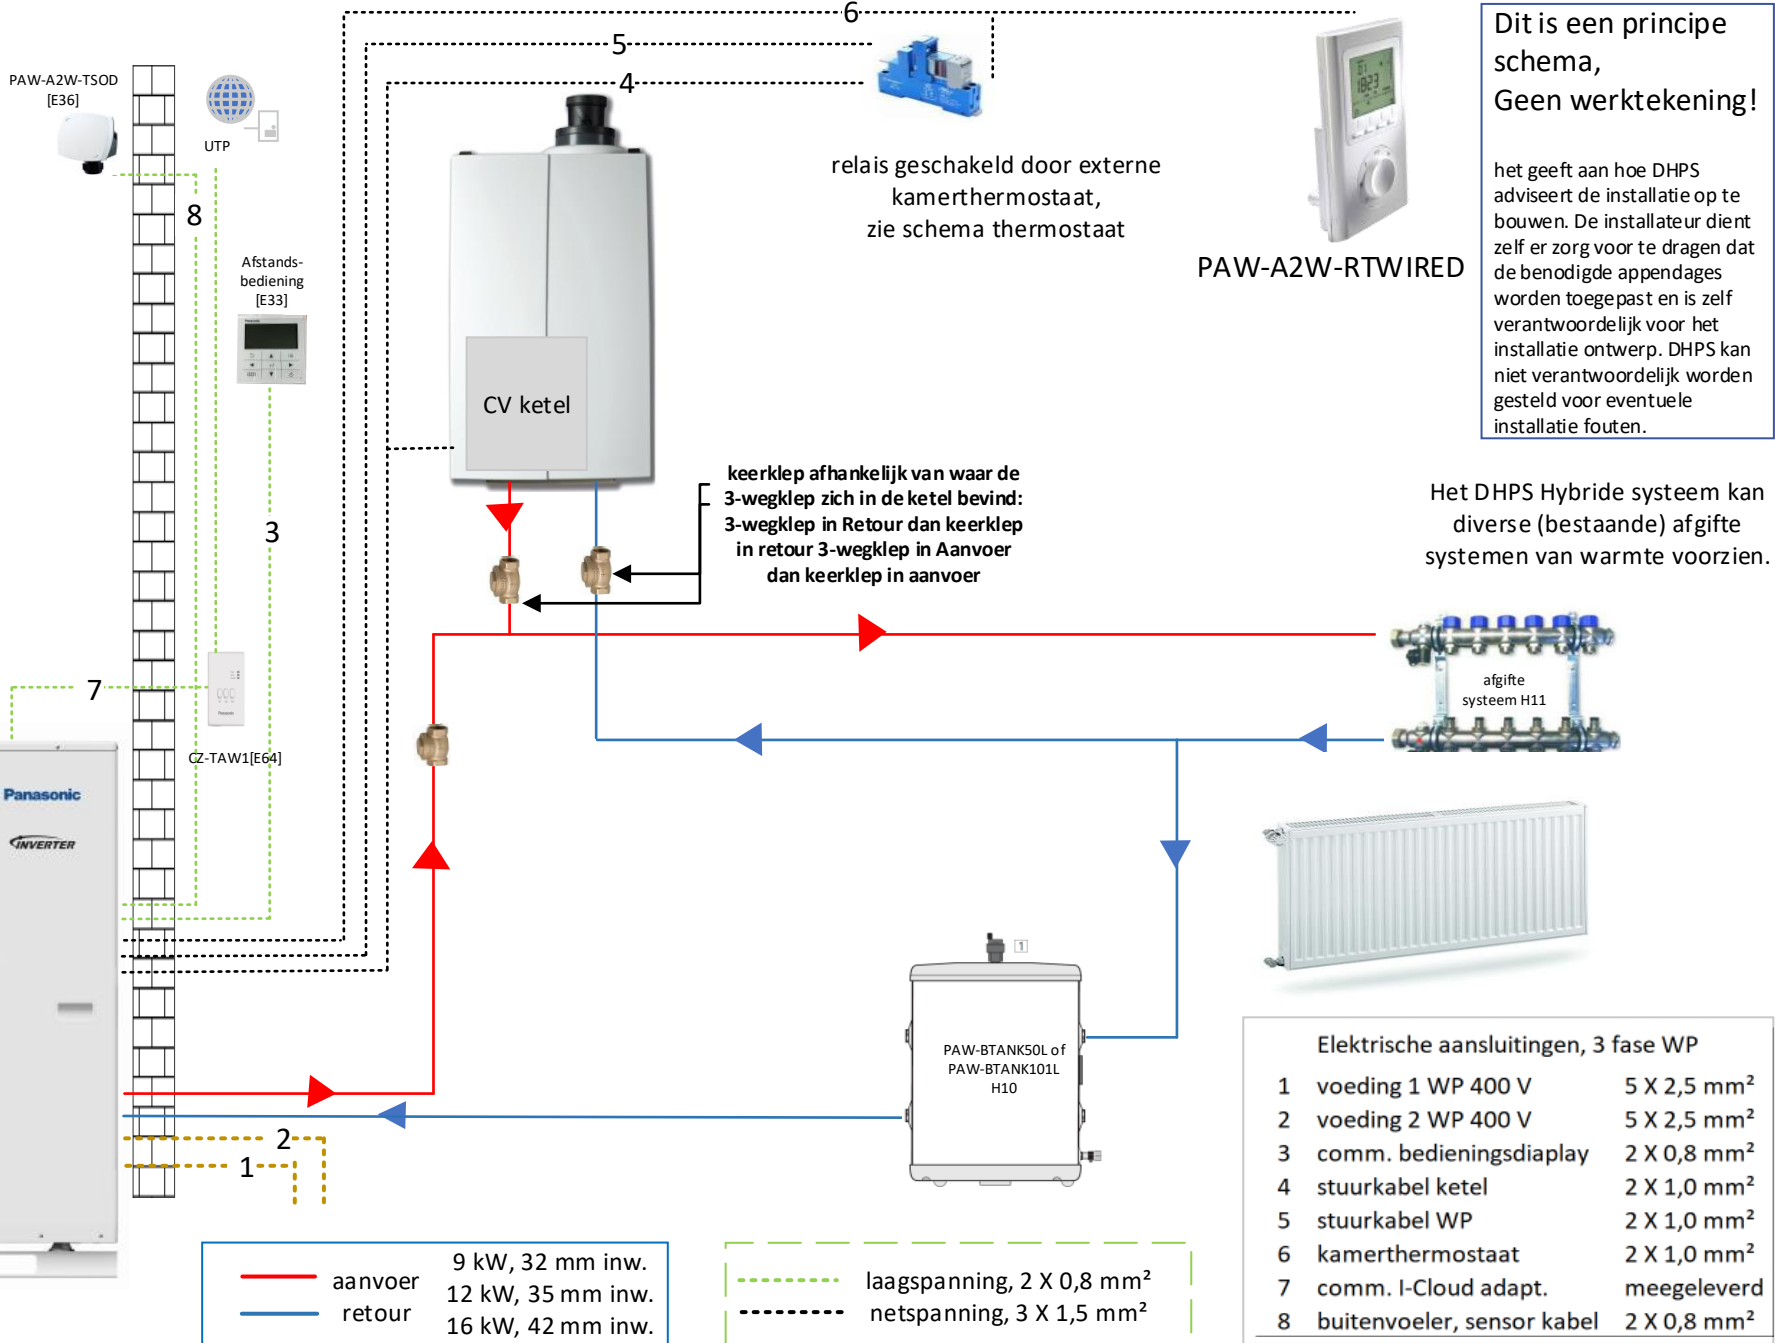 6
5
4
PAW-A2W-TSOD
[E36]
UTP
8
Afstands-
bediening
[E33]
Panasonic
3
7
Panasonic
CZ-TAW1[E64]
Panasonic
INVERTER
CV ketel
relais geschakeld door externe
kamerthermostaat,
zie schema thermostaat
PAW-A2W-RTWIRED
Dit is een principe
schema,
Geen werktekening!
het geeft aan hoe DHPS
adviseert de installatie op te
bouwen. De installateur dient
zelf er zorg voor te dragen dat
de benodigde appendages
worden toegepast en is zelf
verantwoordelijk voor het
installatie ontwerp. DHPS kan
niet verantwoordelijk worden
gesteld voor eventuele
installatie fouten.
keerklep afhankelijk van waar de
3-wegklep zich in de ketel bevind:
3-wegklep in Retour dan keerklep
in retour 3-wegklep in Aanvoer
dan keerklep in aanvoer
Het DHPS Hybride systeem kan
diverse (bestaande) afgifte
systemen van warmte voorzien.
afgifte
systeem H11
1
PAW-BTANK50L of
PAW-BTANK101L
H10
2
1
aanvoer
retour
9 kW, 32 mm inw.
12 kW, 35 mm inw.
16 kW, 42 mm inw.
laagspanning, 2 X 0,8 mm²
netspanning, 3 X 1,5 mm²
Elektrische aansluitingen, 3 fase WP
1 voeding 1 WP 400 V 5 X 2,5 mm²
2 voeding 2 WP 400 V 5 X 2,5 mm²
3 comm. bedieningsdiaplay 2 X 0,8 mm²
4 stuurkabel ketel 2 X 1,0 mm²
5 stuurkabel WP 2 X 1,0 mm²
6 kamerthermostaat 2 X 1,0 mm²
7 comm. I-Cloud adapt. meegeleverd
8 buitenvoeler, sensor kabel 2 X 0,8 mm²